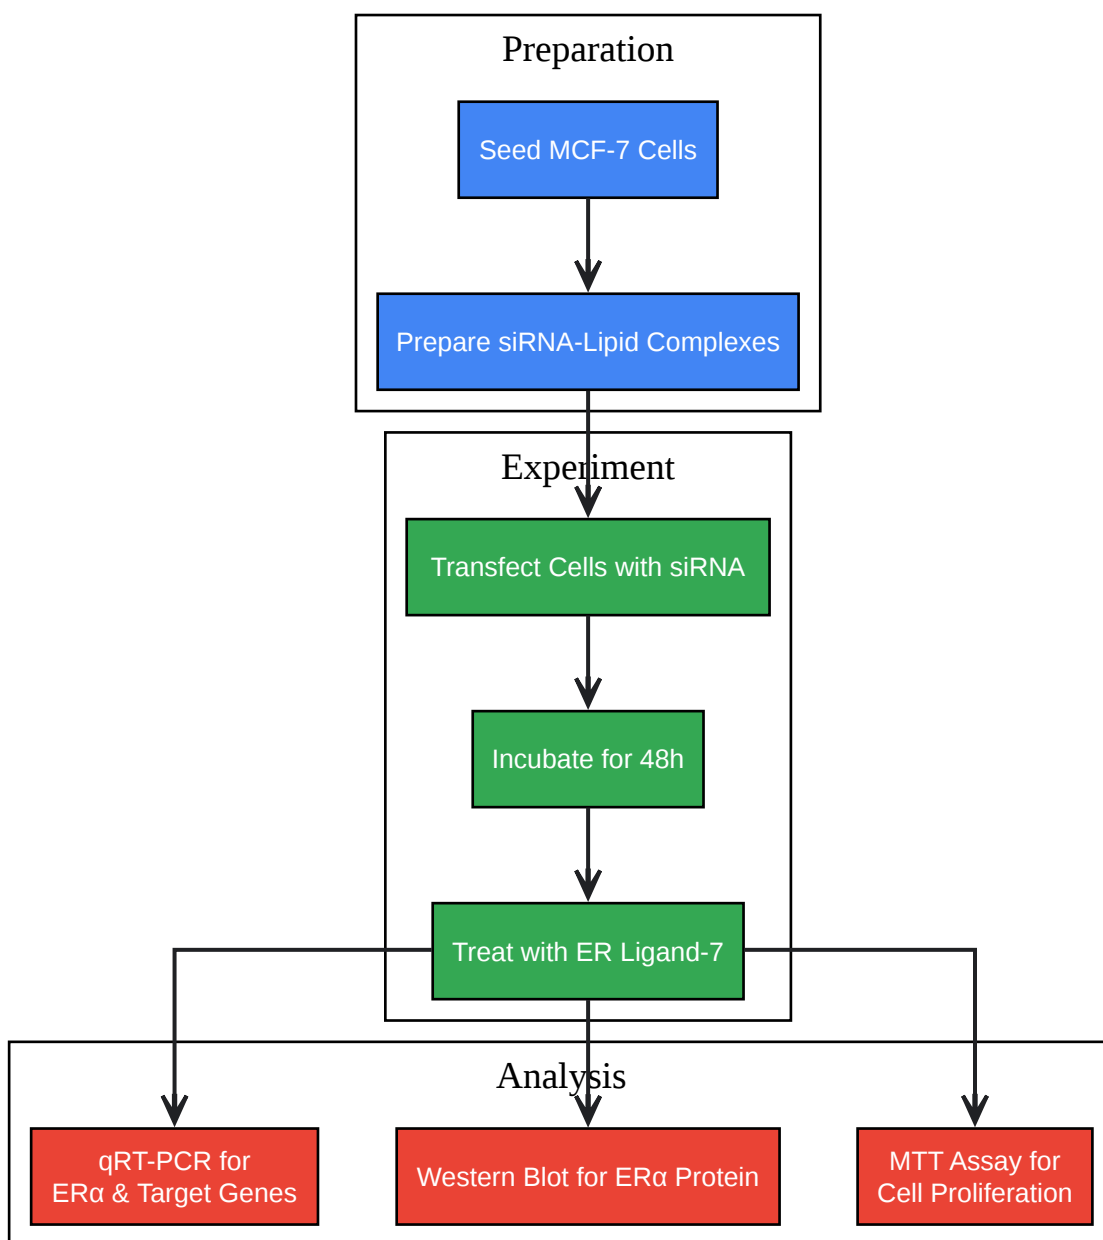 Preparation
Seed MCF-7 Cells
Prepare siRNA-Lipid Complexes
Experiment
Transfect Cells with siRNA
Incubate for 48h
Treat with ER Ligand-7
Analysis
qRT-PCR for
ERα & Target Genes
Western Blot for ERα Protein
MTT Assay for
Cell Proliferation